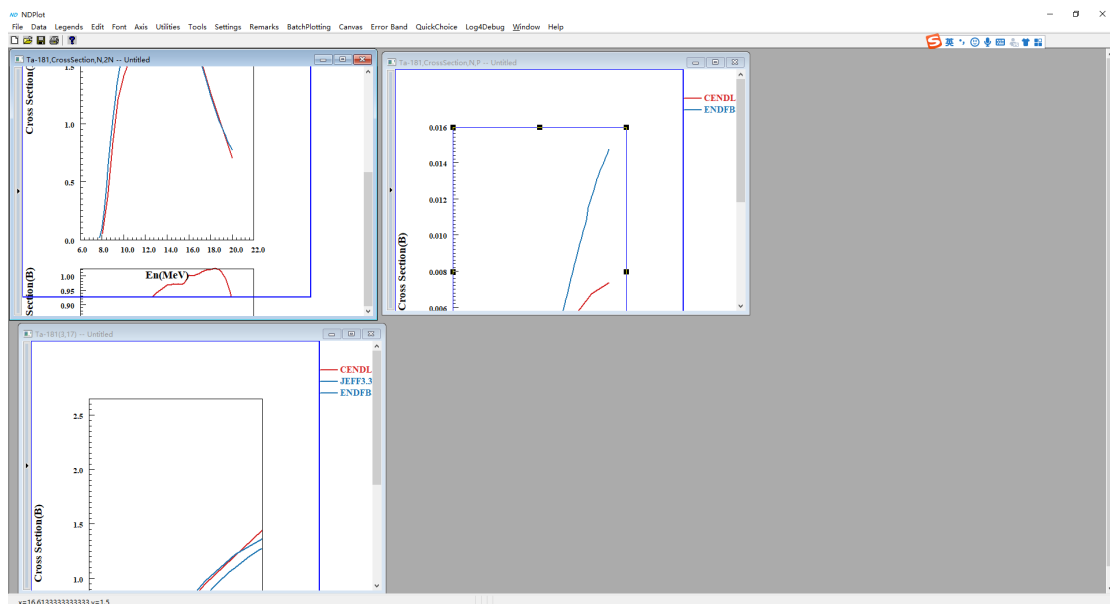 NDPlot
File Data Legends Edit Font Axis Utilities Tools Settings Remarks BatchPlotting Canvas Error Band QuickChoice Log4Debug Window Help
英
Ta-181,CrossSection,N,2N -- Untitled
Cross Section(
1.5
1.0
0.5
0.0
6.0 8.0 10.0 12.0 14.0 16.0 18.0 20.0 22.0
Section(B)
En(MeV)
1.00
0.95
0.90
Ta-181,CrossSection,N,P -- Untitled
CENDL
ENDFB
Cross Section(B)
0.016
0.014
0.012
0.010
0.008
0.006
Ta-181(3,17) -- Untitled
CENDL
JEFF3.3
ENDFB
Cross Section(B)
2.5
2.0
1.5
1.0
x=16.6133333333333,y=1.5